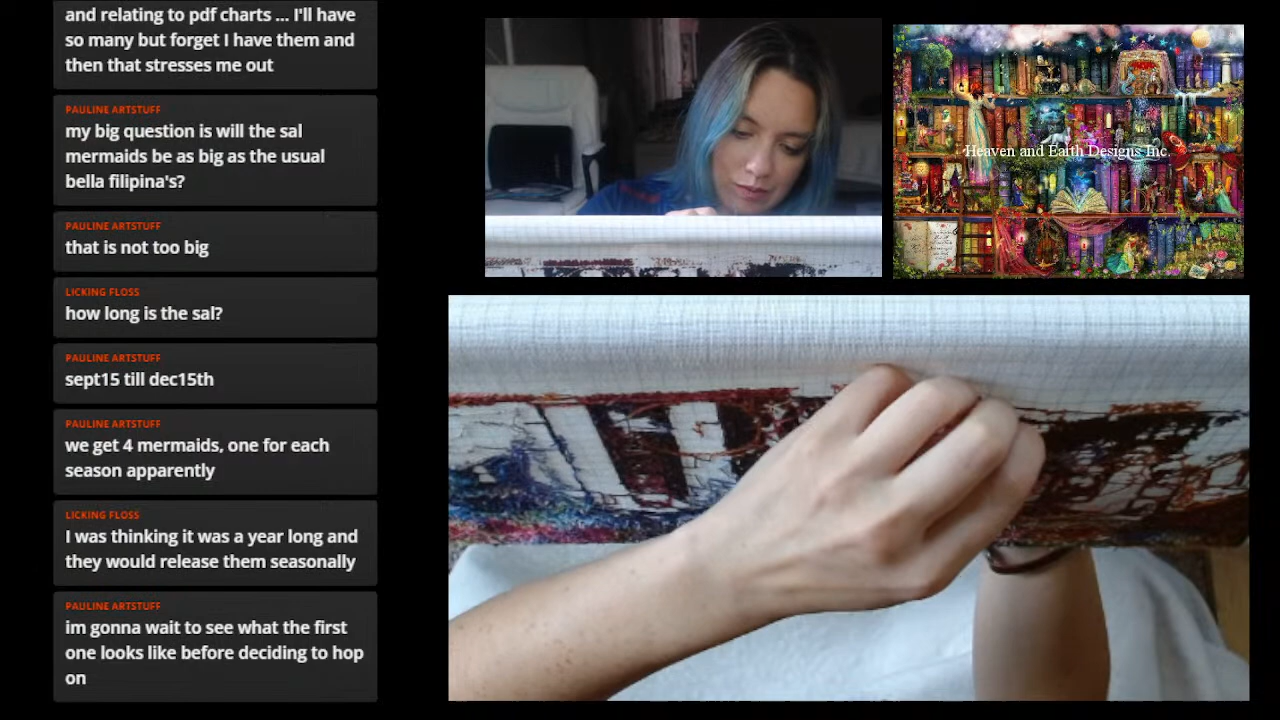 and relating to pdf charts ... I'll have
so many but forget I have them and
then that stresses me out
PAULINE ARTSTUFF
my big question is will the sal
mermaids be as big as the usual
bella filipina's?
PAULINE ARTSTUFF
that is not too big
LICKING FLOSS
how long is the sal?
PAULINE ARTSTUFF
sept15 till dec15th
PAULINE ARTSTUFF
we get 4 mermaids, one for each
season apparently
LICKING FLOSS
I was thinking it was a year long and
they would release them seasonally
PAULINE ARTSTUFF
im gonna wait to see what the first
one looks like before deciding to hop
on
Heaven and Earth Designs Inc.